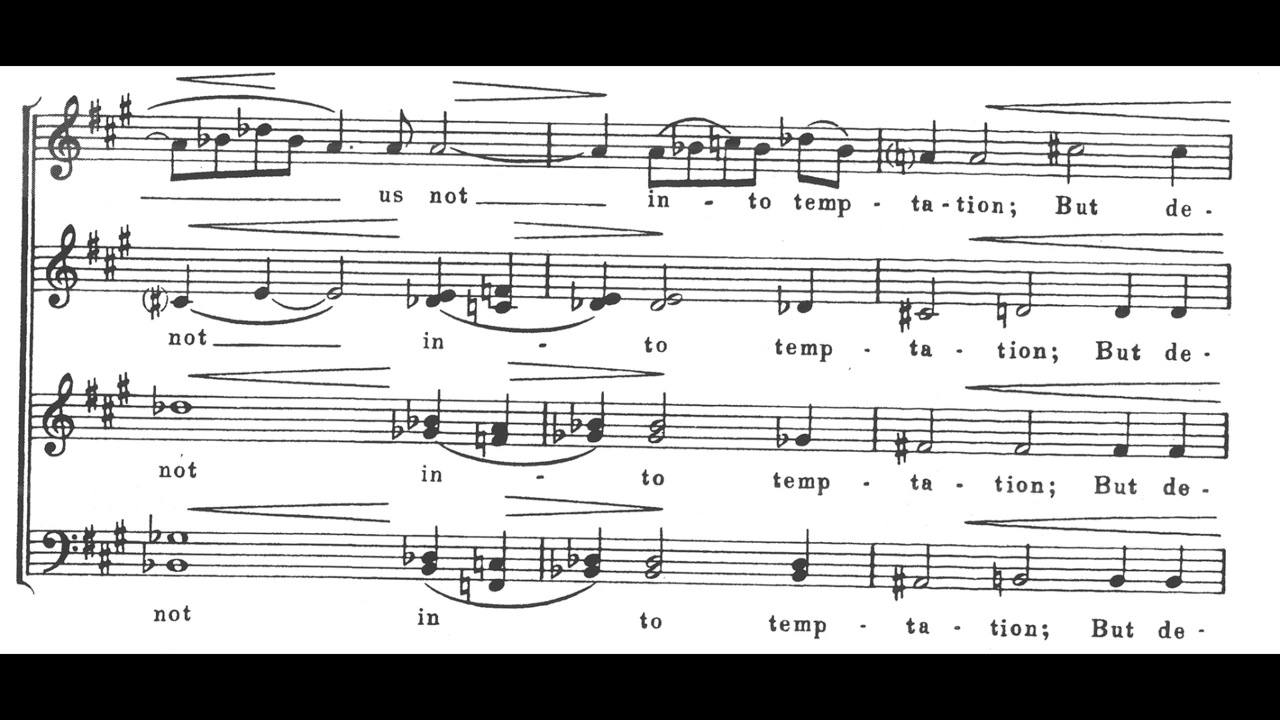 us not in - to temp - ta - tion; But de -
not in - to temp - ta - tion; But de -
not in - to temp - ta - tion; But de -
not in to temp - ta - tion; But de -